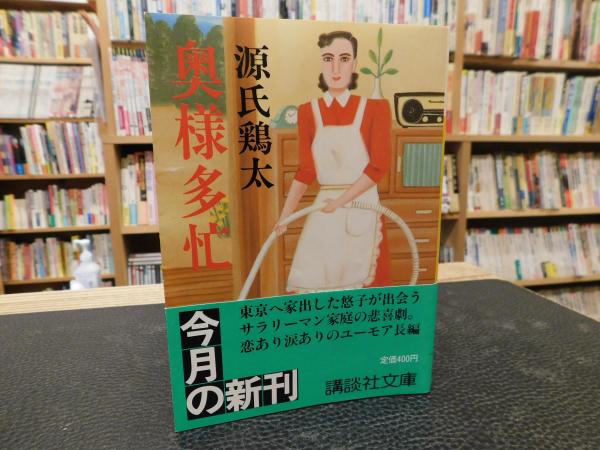 奥様多忙
源氏鶏太
東京へ家出した悠子が出会う
サラリーマン家庭の悲喜劇。
恋あり涙ありのユーモア長編
定価400円
今月の新刊
講談社文庫